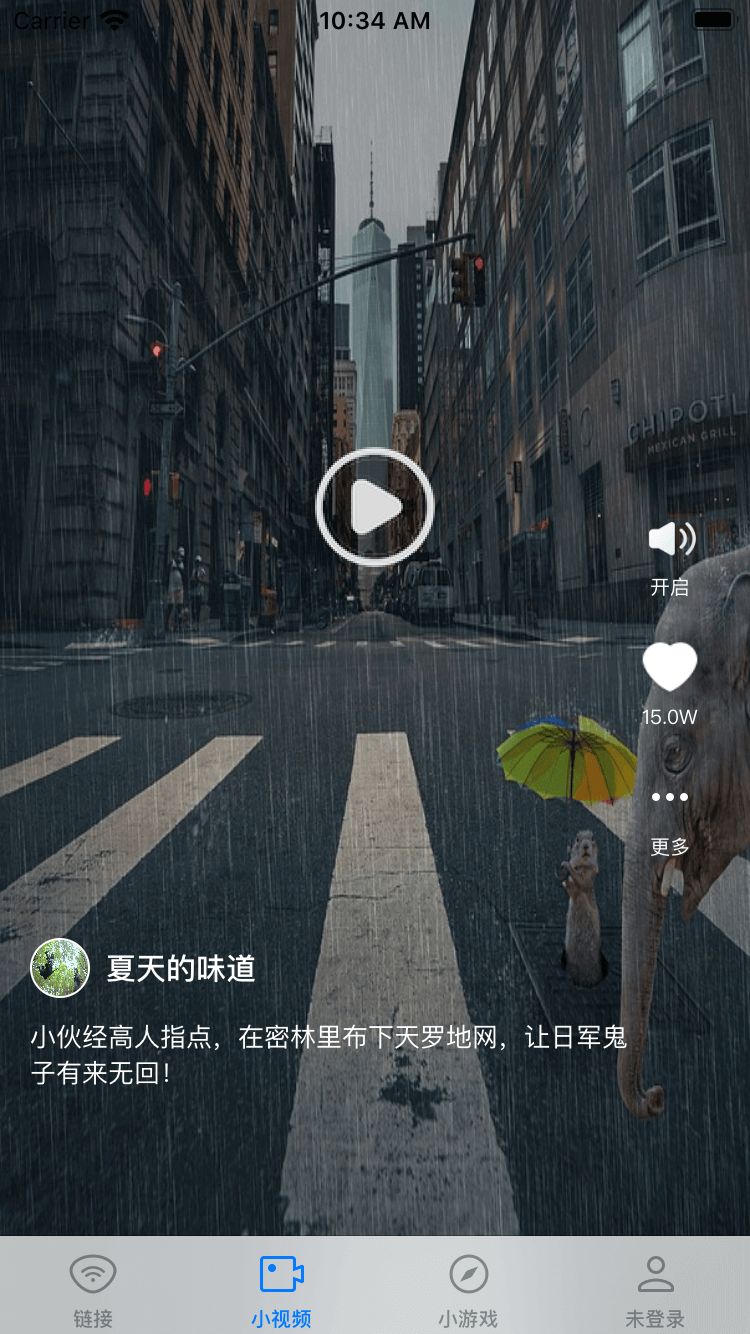 Carrier 10:34 AM
CHIPOTL
MEXICAN GRILL
开启
15.0W
更多
夏天的味道
小伙经高人指点，在密林里布下天罗地网，让日军鬼
子有来无回！
链接 小视频 小游戏 未登录